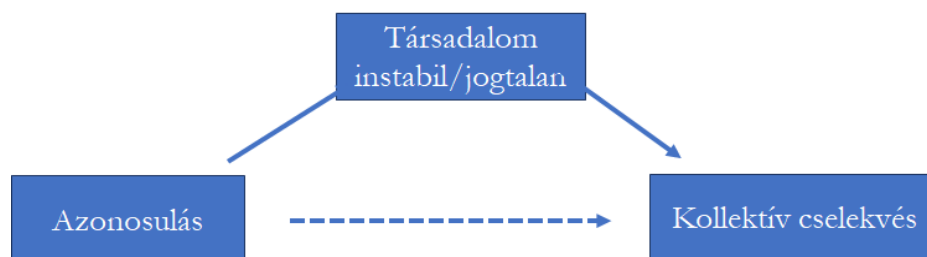 Társadalom
instabil/jogtalan
Azonosulás
Kollektív cselekvés